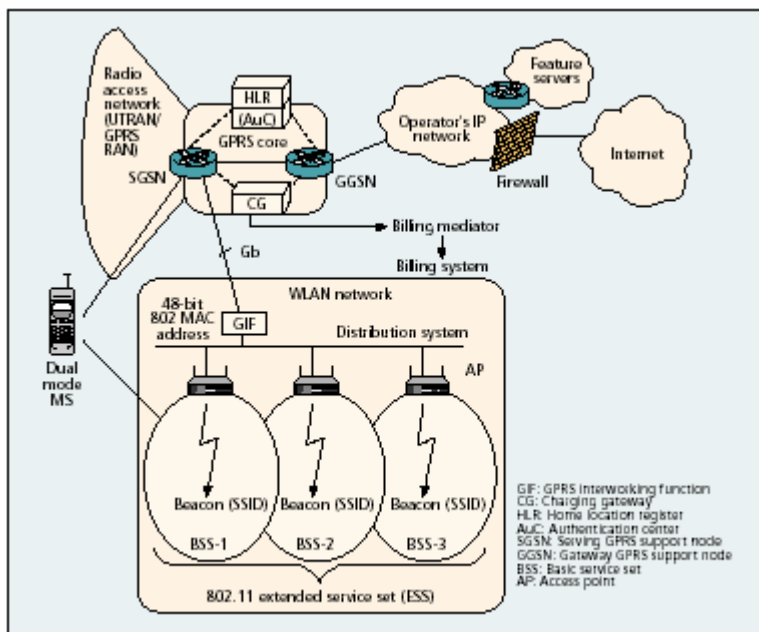 Radio
access
network
(UTRAN/
GPRS
RAN)
HLR
(AuC)
GPRS core
SGSN
GGSN
CG
Operator's IP
network
Feature
servers
Firewall
Internet
Billing mediator
Billing system
Gb
Dual
mode
MS
WLAN network
48-bit
802 MAC
address
GIF
Distribution system
AP
Beacon (SSID)
Beacon (SSID)
Beacon (SSID)
BSS-1
BSS-2
BSS-3
802.11 extended service set (ESS)
GIF: GPRS interworking function
CG: Charging gateway
HLR: Home location register
AuC: Authentication center
SGSN: Serving GPRS support node
GGSN: Gateway GPRS support node
BSS: Basic service set
AP: Access point